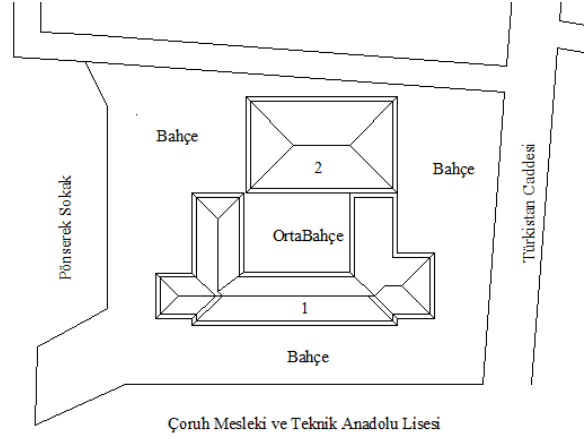 Bahçe
2
Bahçe
Pönserek Sokak
OrtaBahçe
Türkistan Caddesi
1
Bahçe
Çoruh Mesleki ve Teknik Anadolu Lisesi